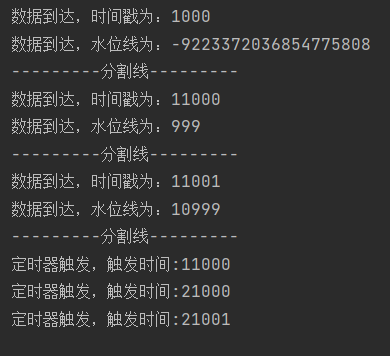 数据到达，时间戳为：1000
数据到达，水位线为：-9223372036854775808
---------分割线---------
数据到达，时间戳为：11000
数据到达，水位线为：999
---------分割线---------
数据到达，时间戳为：11001
数据到达，水位线为：10999
---------分割线---------
定时器触发，触发时间:11000
定时器触发，触发时间:21000
定时器触发，触发时间:21001